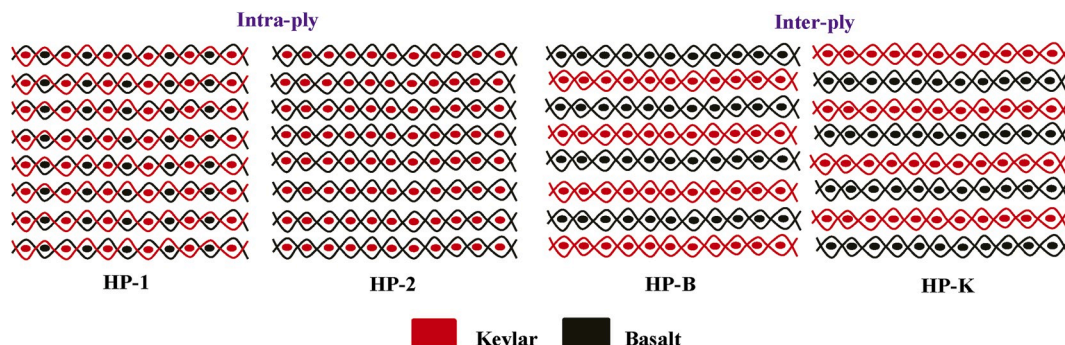 Intra-ply
Inter-ply
HP-1
HP-2
HP-B
HP-K
Kevlar
Basalt